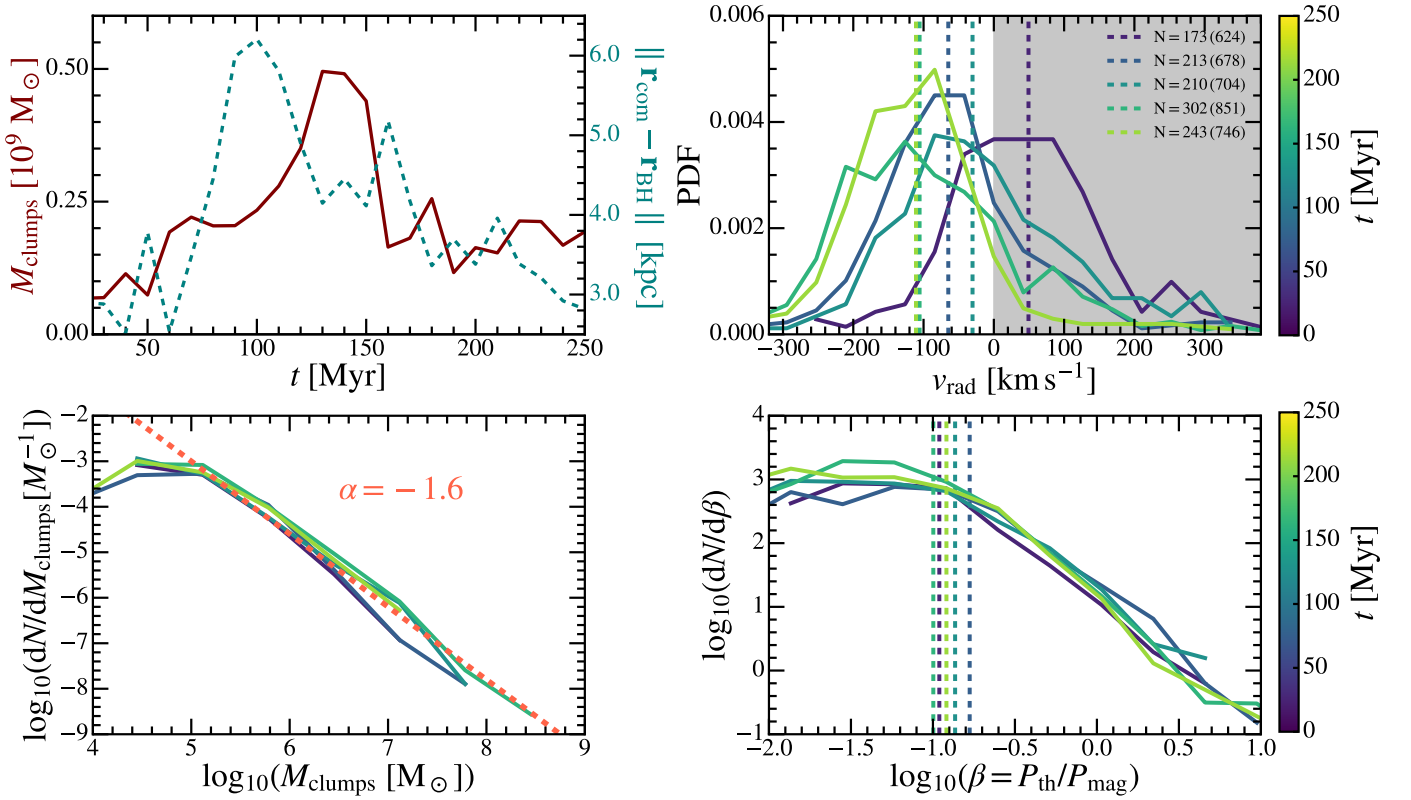 0.50
0.25
0.00
M_clumps [10^9 M_⊙]
6.0
5.0
4.0
3.0
‖ r_com − r_BH ‖ [kpc]
50 100 150 200 250
t [Myr]
0.006
0.004
0.002
0.000
PDF
N = 173 (624)
N = 213 (678)
N = 210 (704)
N = 302 (851)
N = 243 (746)
−300 −200 −100 0 100 200 300
v_rad [km s^−1]
250
200
150
100
50
0
t [Myr]
−2
−3
−4
−5
−6
−7
−8
−9
log_10(dN/dM_clumps [M_⊙^−1]
α = −1.6
4 5 6 7 8 9
log_10(M_clumps [M_⊙])
4
3
2
1
0
−1
log_10(dN/dβ)
−2.0 −1.5 −1.0 −0.5 0.0 0.5 1.0
log_10(β = P_th/P_mag)
250
200
150
100
50
0
t [Myr]